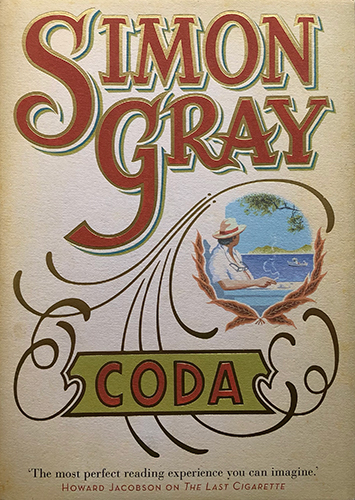 SIMON
GRAY
CODA
‘The most perfect reading experience you can imagine.’
HOWARD JACOBSON ON THE LAST CIGARETTE